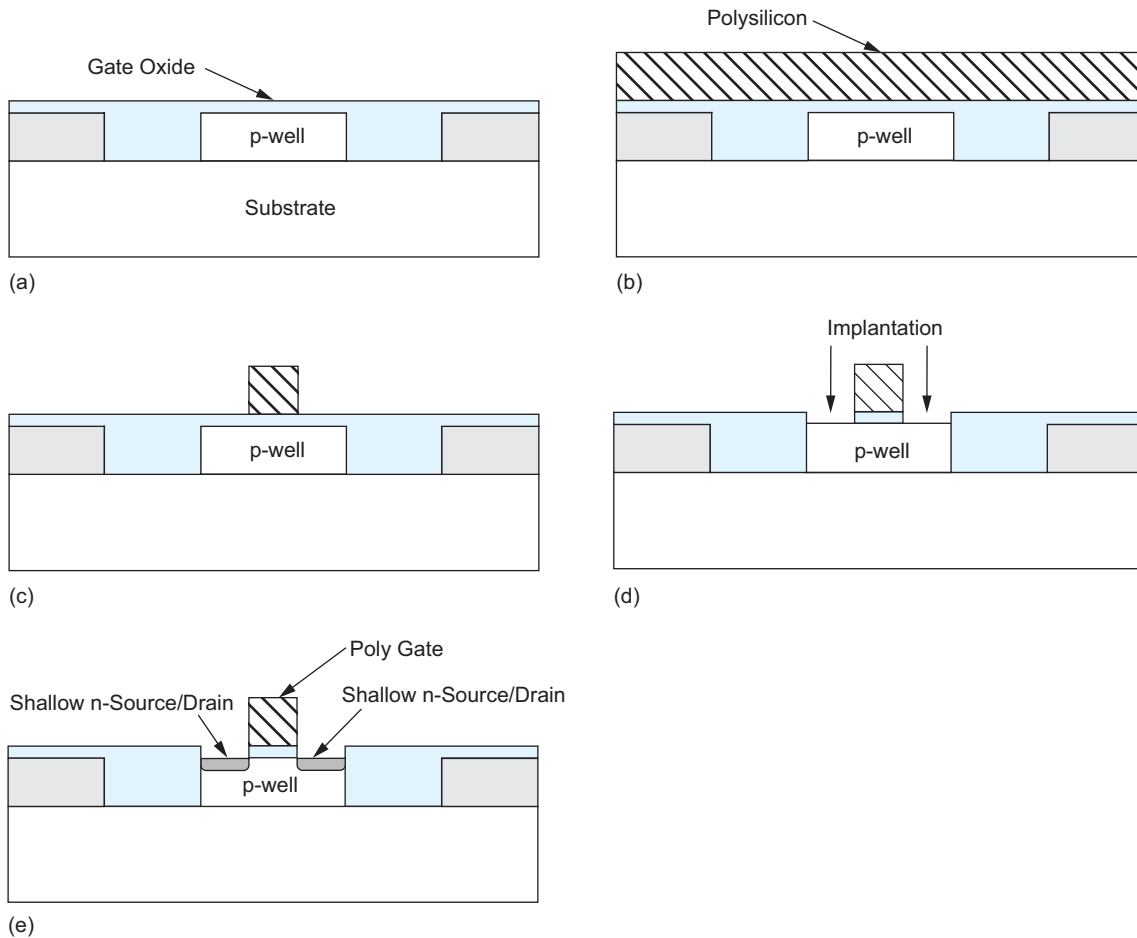 Gate Oxide
p-well
Substrate
(a)
Polysilicon
p-well
(b)
p-well
(c)
Implantation
p-well
(d)
Poly Gate
Shallow n-Source/Drain
Shallow n-Source/Drain
p-well
(e)